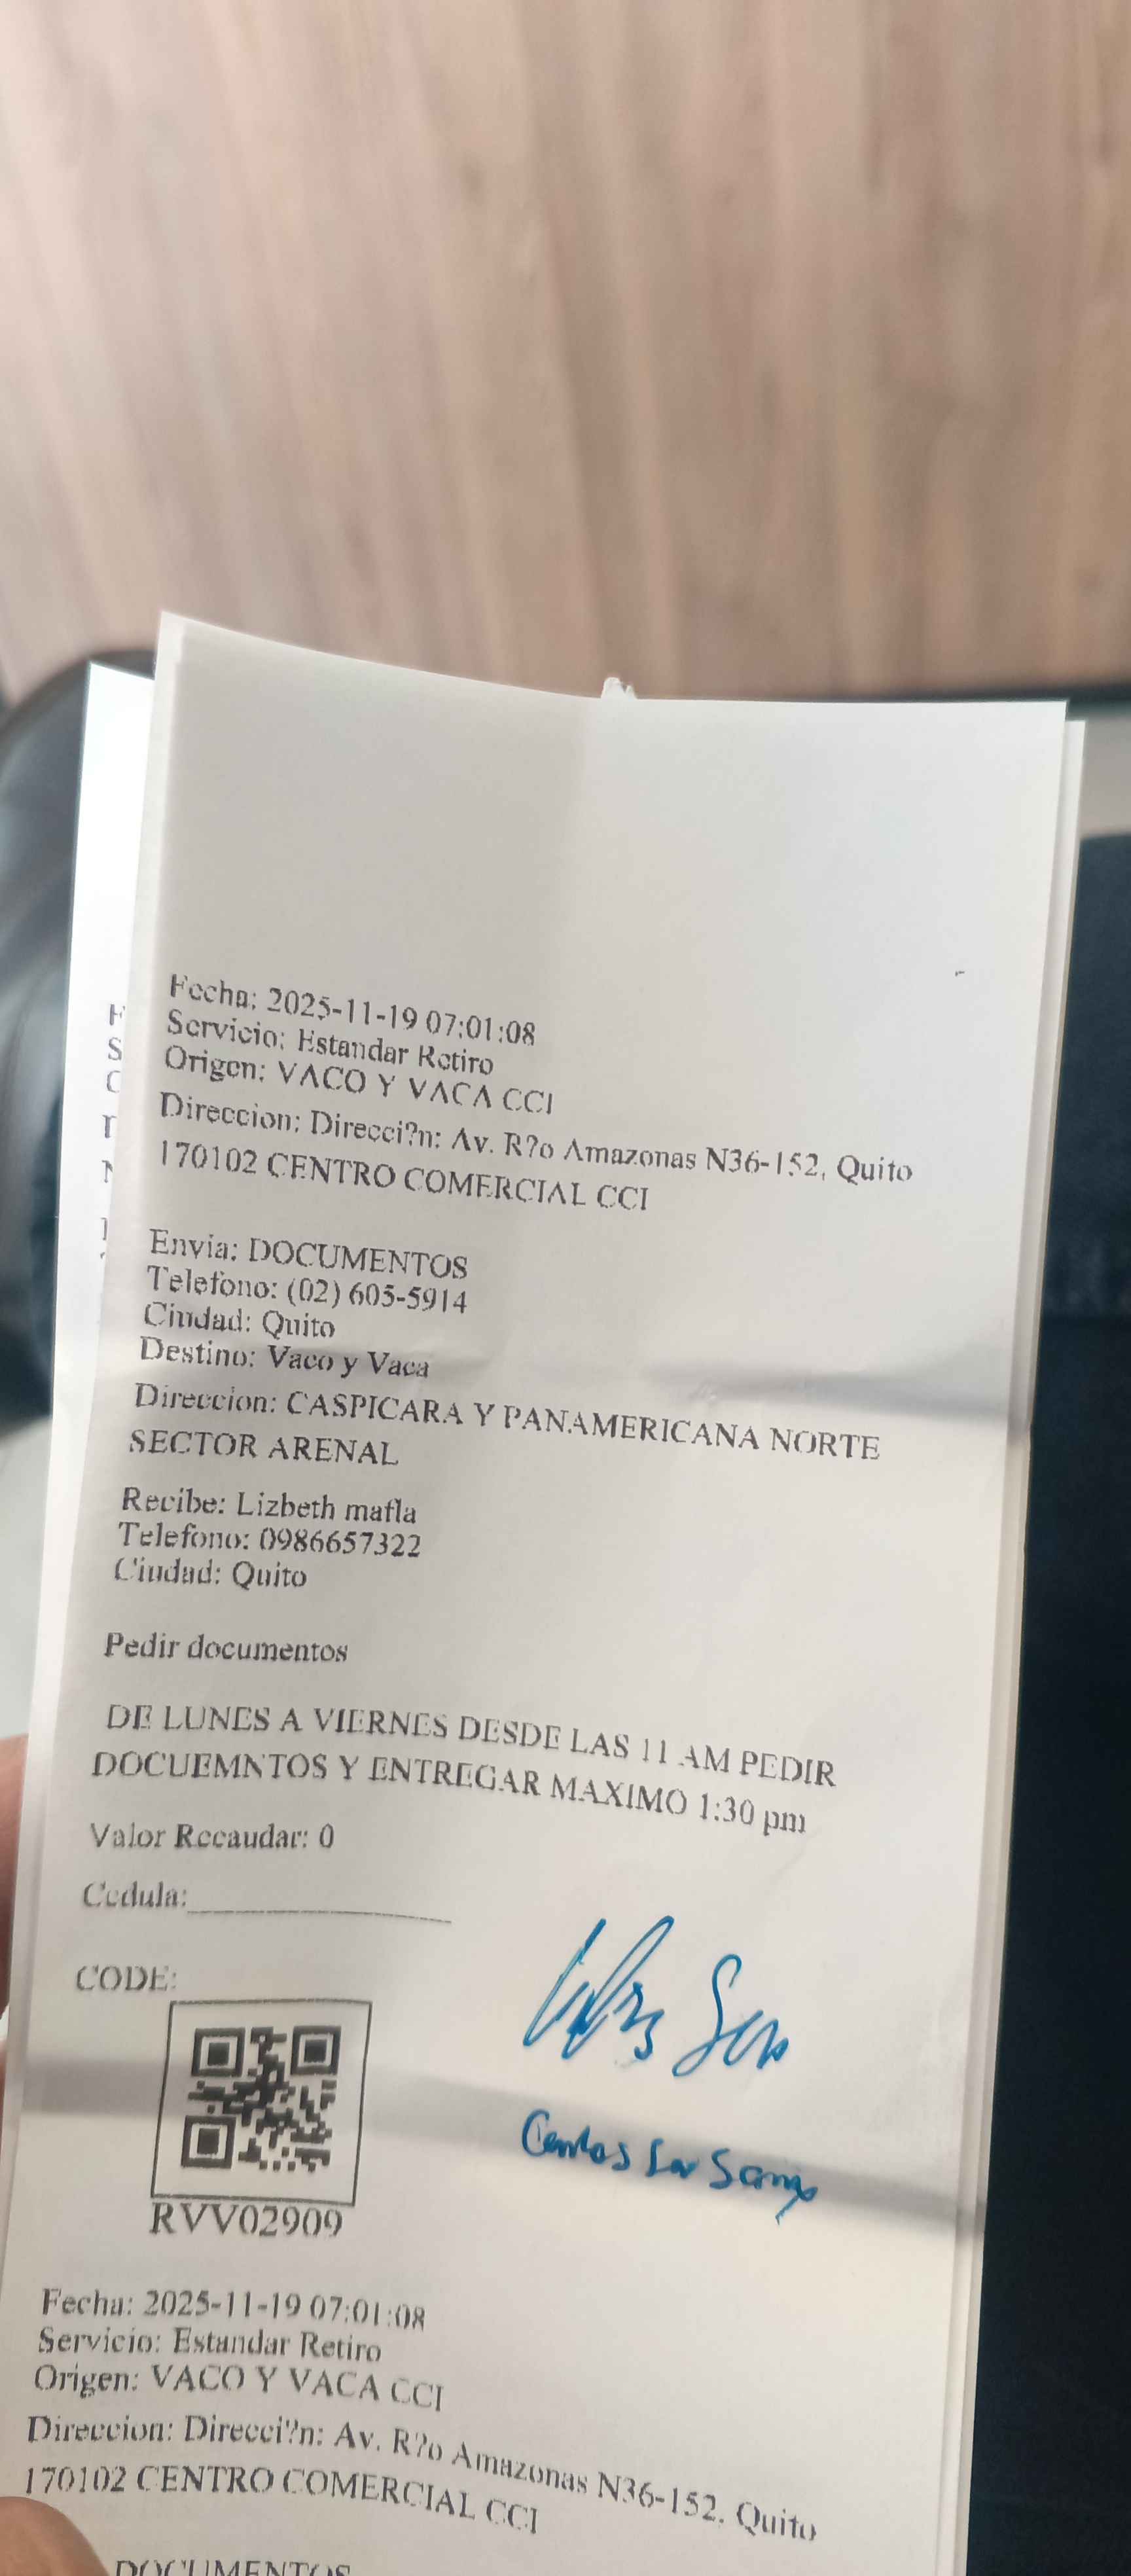 Fecha: 2025-11-19 07:01:08
Servicio: Estandar Retiro
Origen: VACO Y VACA CCI
Direccion: Direcci?n: Av. R?o Amazonas N36-152, Quito
170102 CENTRO COMERCIAL CCI
Envia: DOCUMENTOS
Telefono: (02) 605-5914
Ciudad: Quito
Destino: Vaco y Vaca
Direccion: CASPICARA Y PANAMERICANA NORTE
SECTOR ARENAL
Recibe: Lizbeth mafla
Telefono: 0986657322
Ciudad: Quito
Pedir documentos
DE LUNES A VIERNES DESDE LAS 11 AM PEDIR
DOCUEMNTOS Y ENTREGAR MAXIMO 1:30 pm
Valor Recaudar: 0
Cedula:
CODE:
RVV02909
Fecha: 2025-11-19 07:01:08
Servicio: Estandar Retiro
Origen: VACO Y VACA CCI
Direccion: Direcci?n: Av. R?o Amazonas N36-152, Quito
170102 CENTRO COMERCIAL CCI
DOCUMENTOS